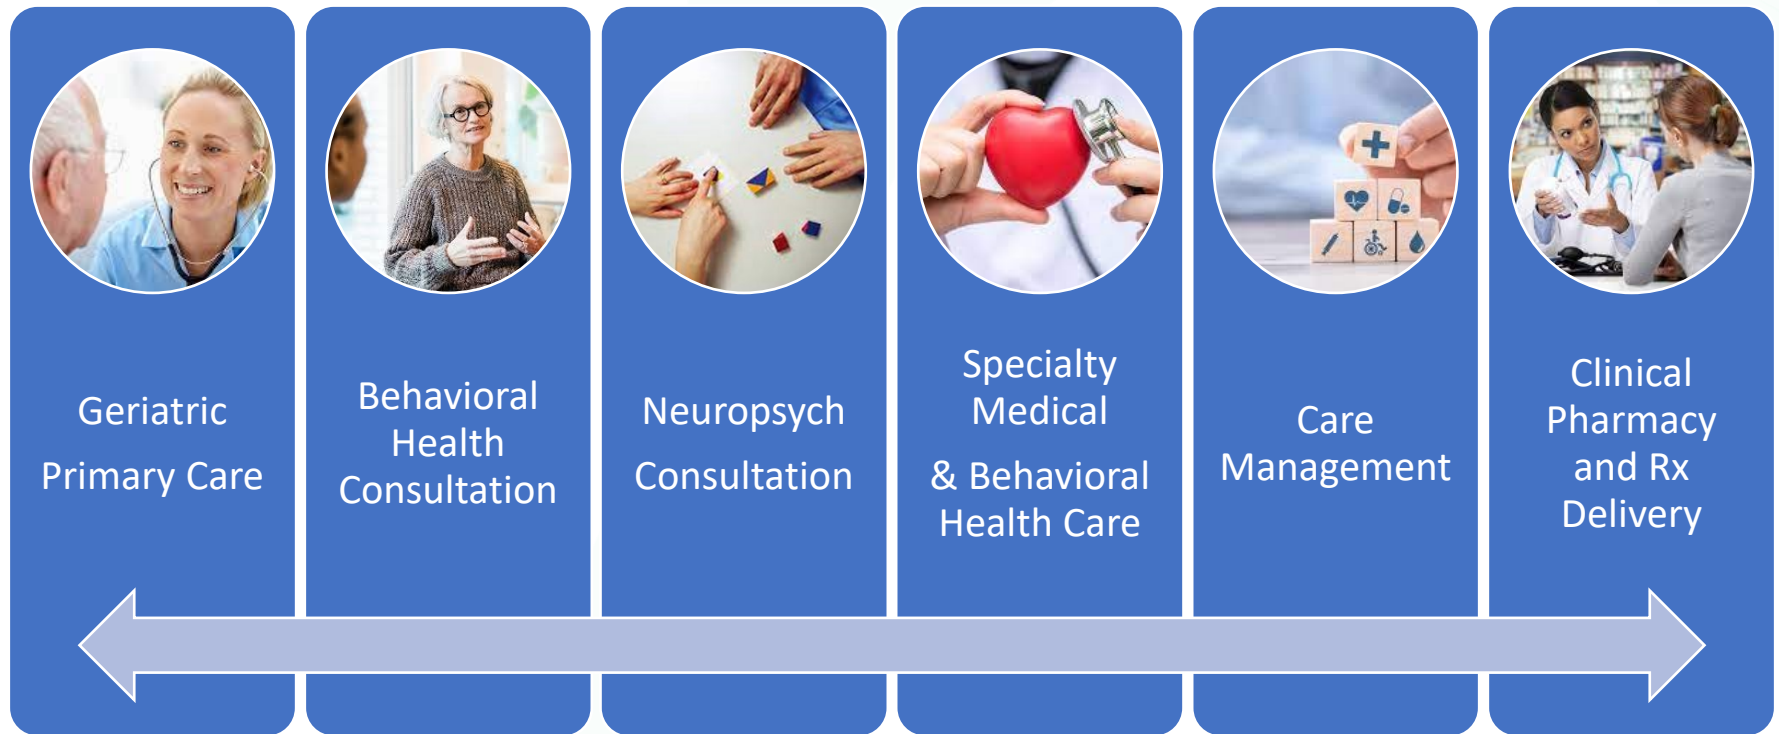 Geriatric
Primary Care
Behavioral
Health
Consultation
Neuropsych
Consultation
Specialty
Medical
& Behavioral
Health Care
Care
Management
Clinical
Pharmacy
and Rx
Delivery